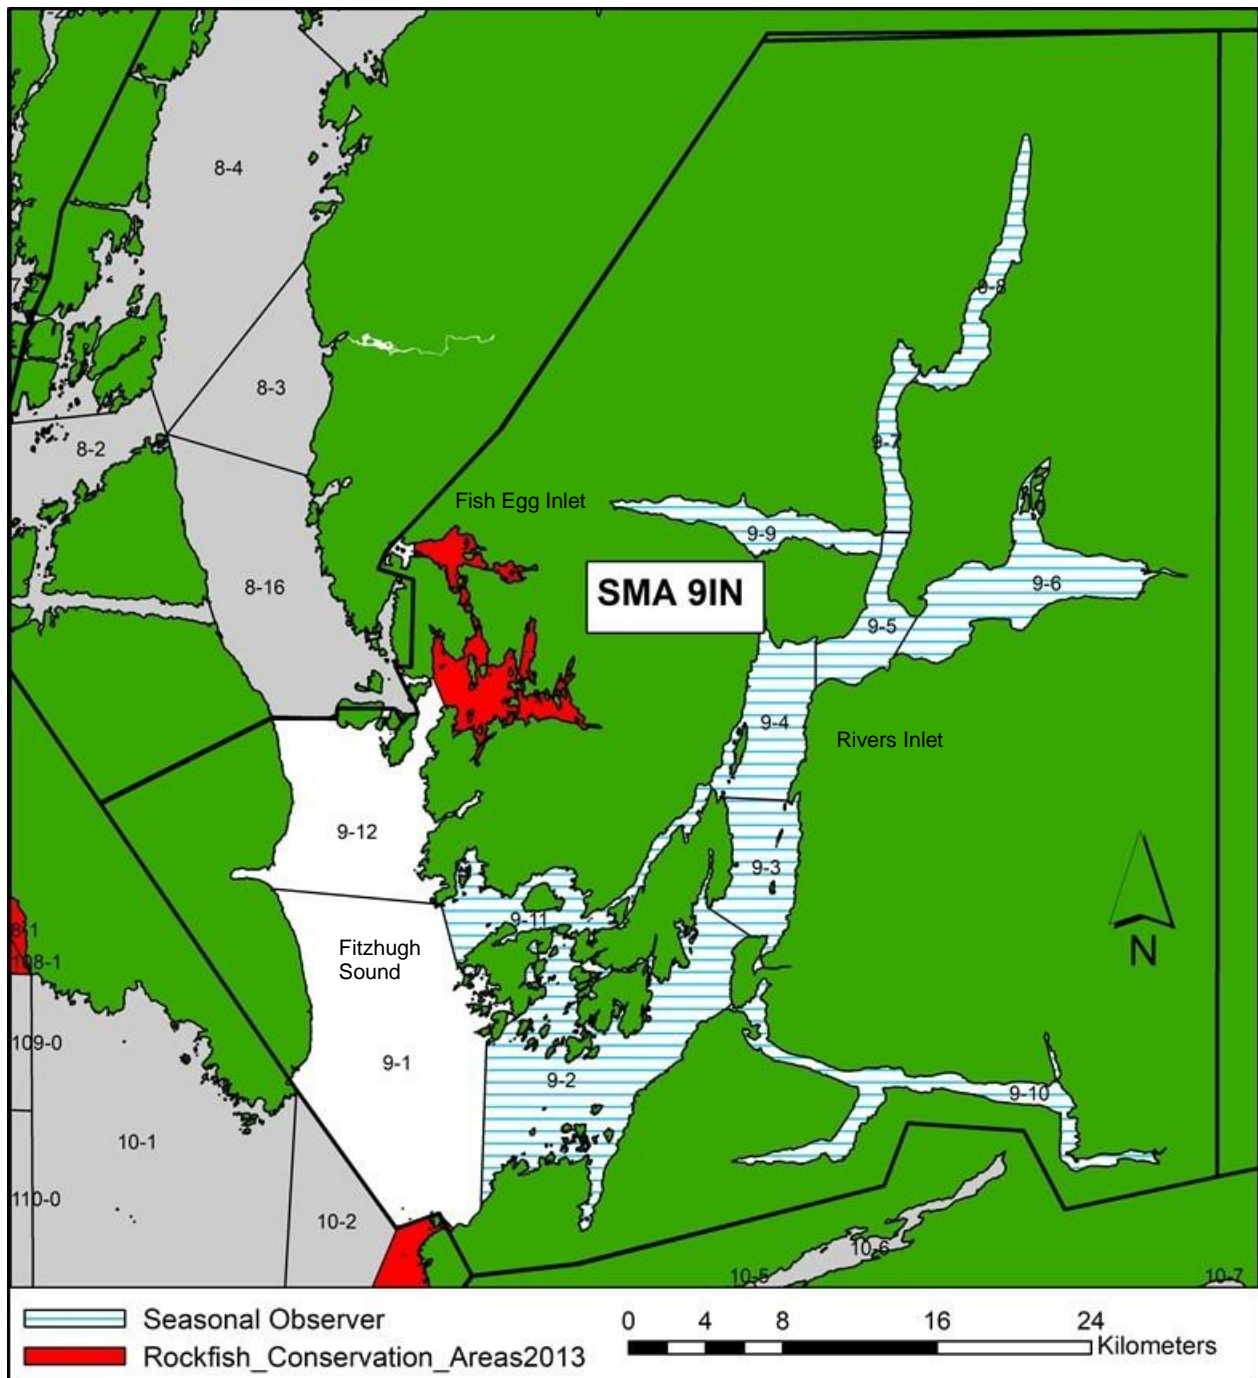 8-4
8-3
8-2
Fish Egg Inlet
9-7
9-9
SMA 9IN
8-16
9-6
9-5
9-4
Rivers Inlet
9-12
9-3
9-11
8-1
Fitzhugh
Sound
108-1
N
109-0
9-1
9-2
9-10
10-1
110-0
10-2
10-6
10-5
10-7
Seasonal Observer
0 4 8 16 24
Kilometers
Rockfish_Conservation_Areas2013